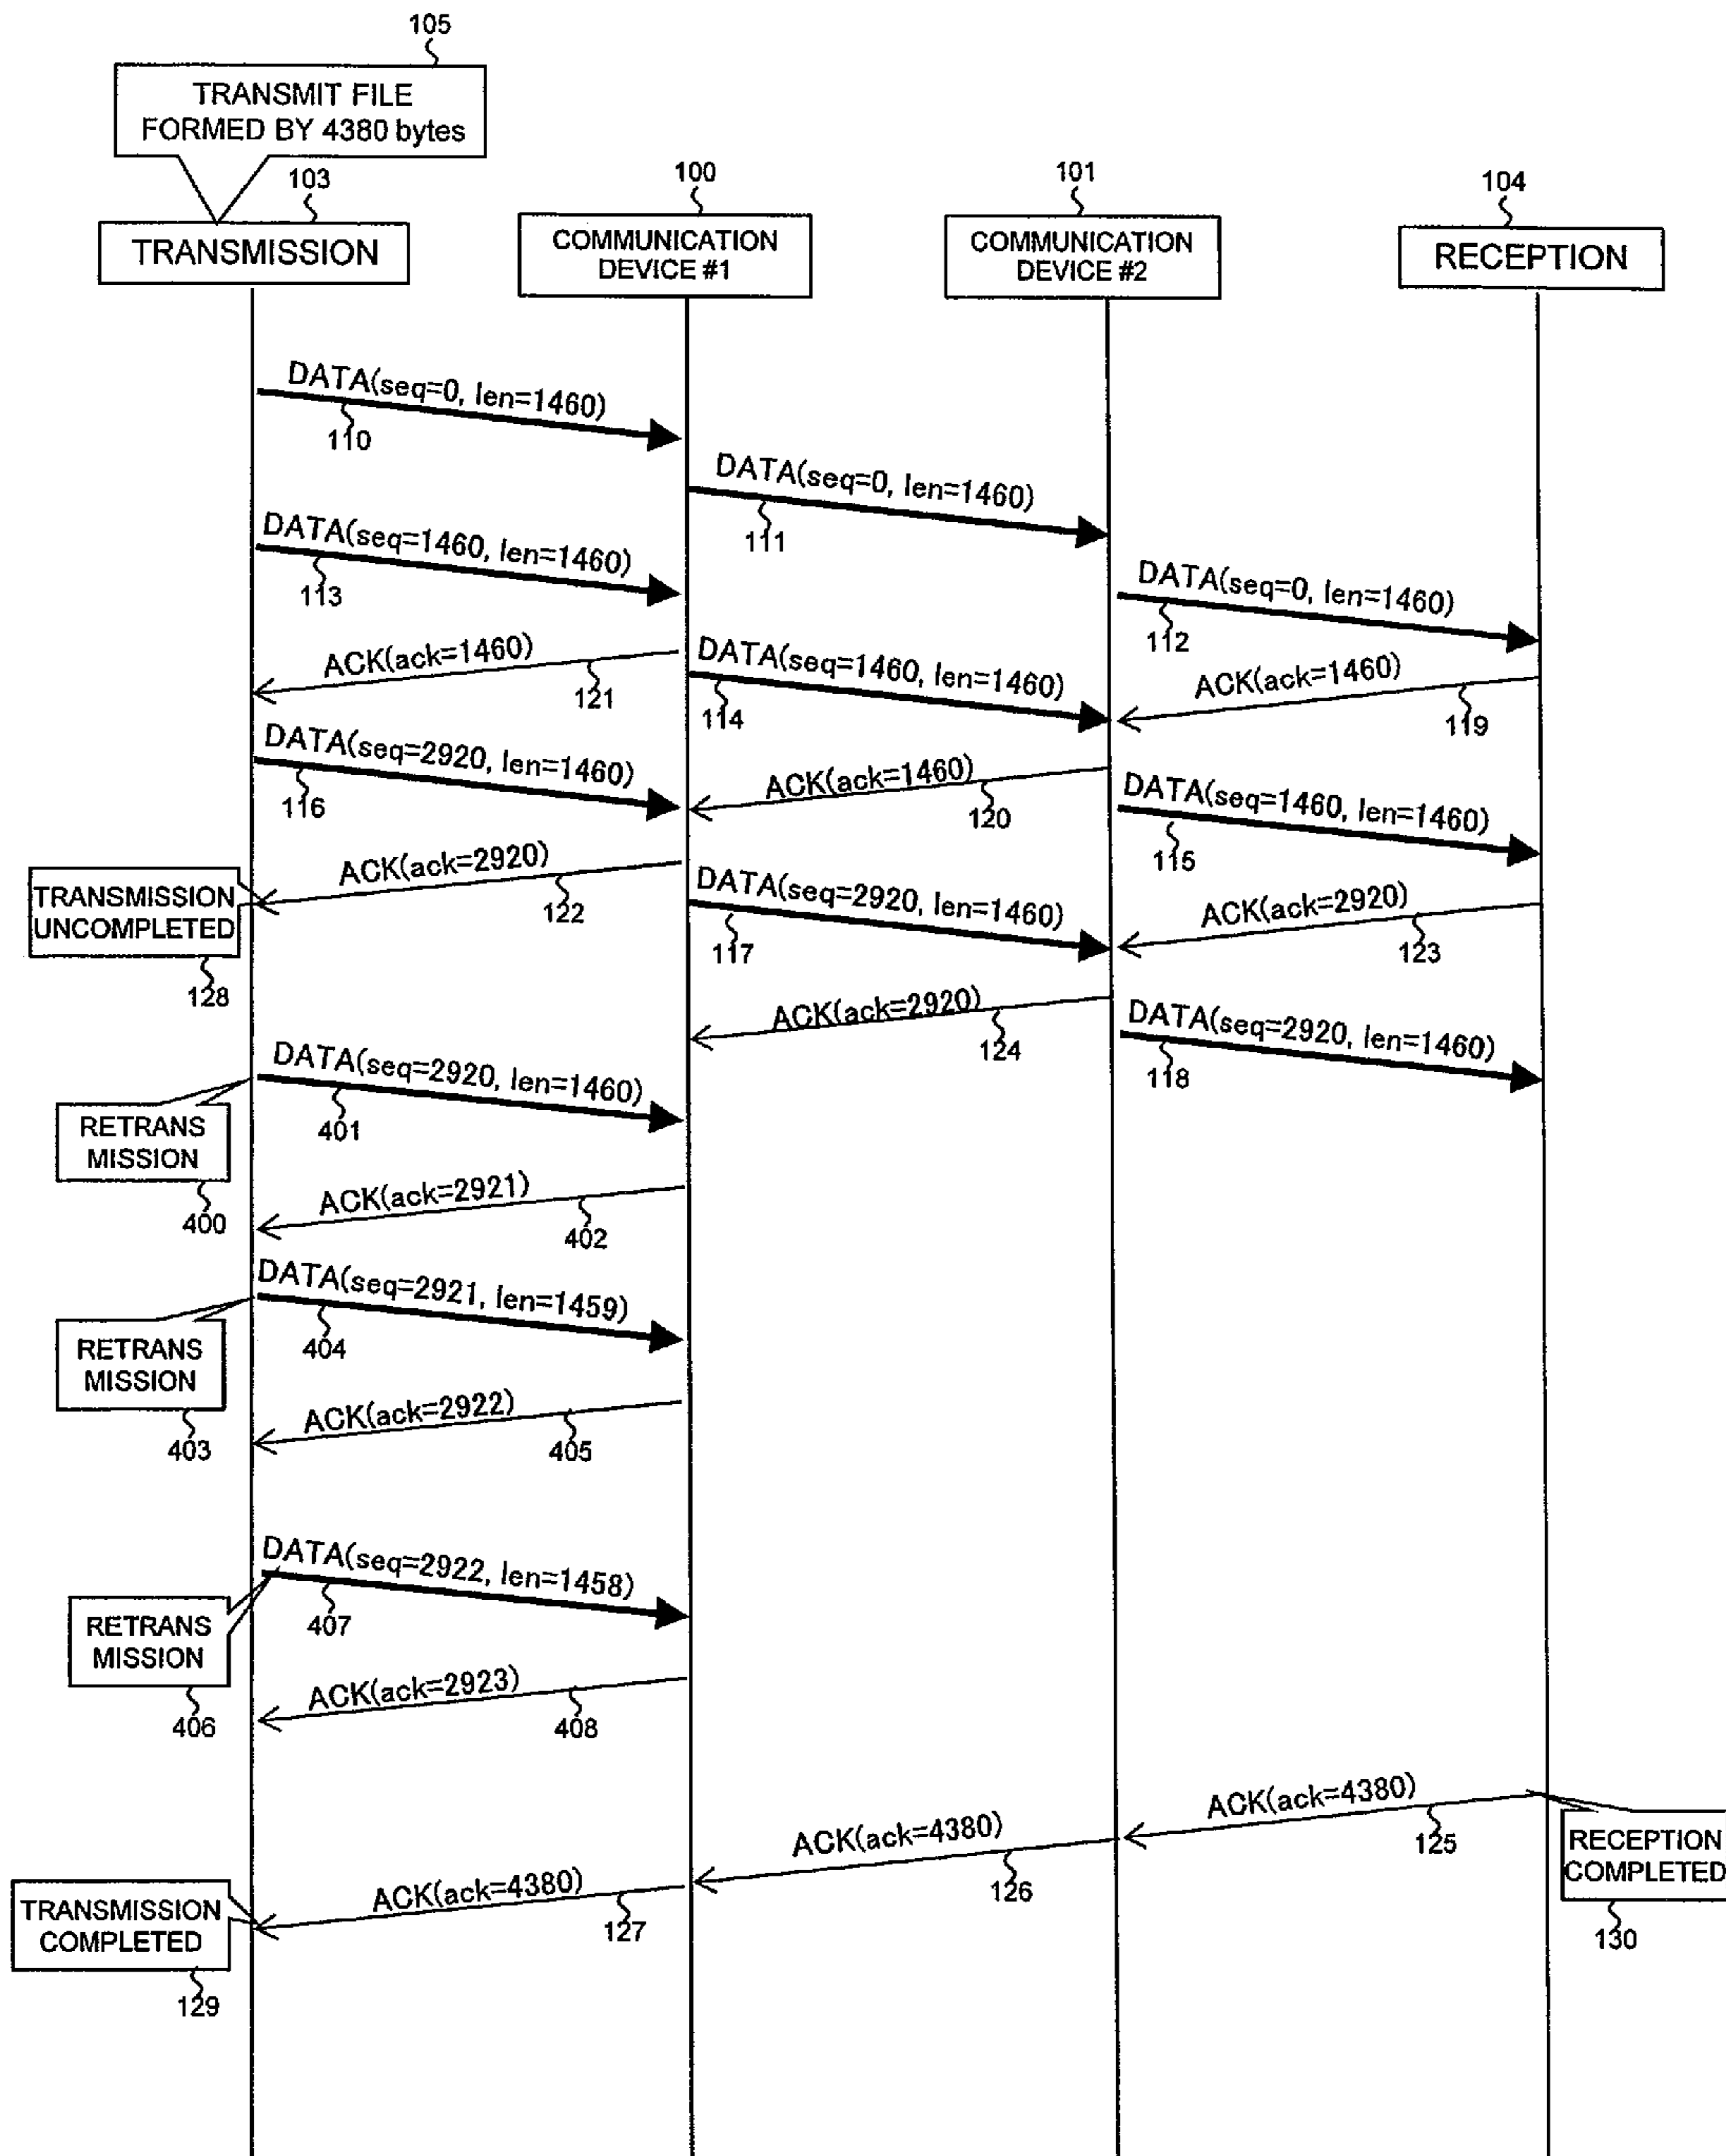 105
TRANSMIT FILE
FORMED BY 4380 bytes
103
100
101
104
TRANSMISSION
COMMUNICATION
DEVICE #1
COMMUNICATION
DEVICE #2
RECEPTION
DATA(seq=0, len=1460)
110
DATA(seq=0, len=1460)
111
DATA(seq=1460, len=1460)
113
DATA(seq=0, len=1460)
112
ACK(ack=1460)
121
DATA(seq=1460, len=1460)
114
ACK(ack=1460)
119
DATA(seq=2920, len=1460)
116
ACK(ack=1460)
120
DATA(seq=1460, len=1460)
115
ACK(ack=2920)
122
TRANSMISSION
UNCOMPLETED
128
DATA(seq=2920, len=1460)
117
ACK(ack=2920)
123
ACK(ack=2920)
124
DATA(seq=2920, len=1460)
118
DATA(seq=2920, len=1460)
401
RETRANS
MISSION
400
ACK(ack=2921)
402
DATA(seq=2921, len=1459)
404
RETRANS
MISSION
403
ACK(ack=2922)
405
DATA(seq=2922, len=1458)
407
RETRANS
MISSION
406
ACK(ack=2923)
408
ACK(ack=4380)
125
RECEPTION
COMPLETED
130
ACK(ack=4380)
126
ACK(ack=4380)
127
TRANSMISSION
COMPLETED
129